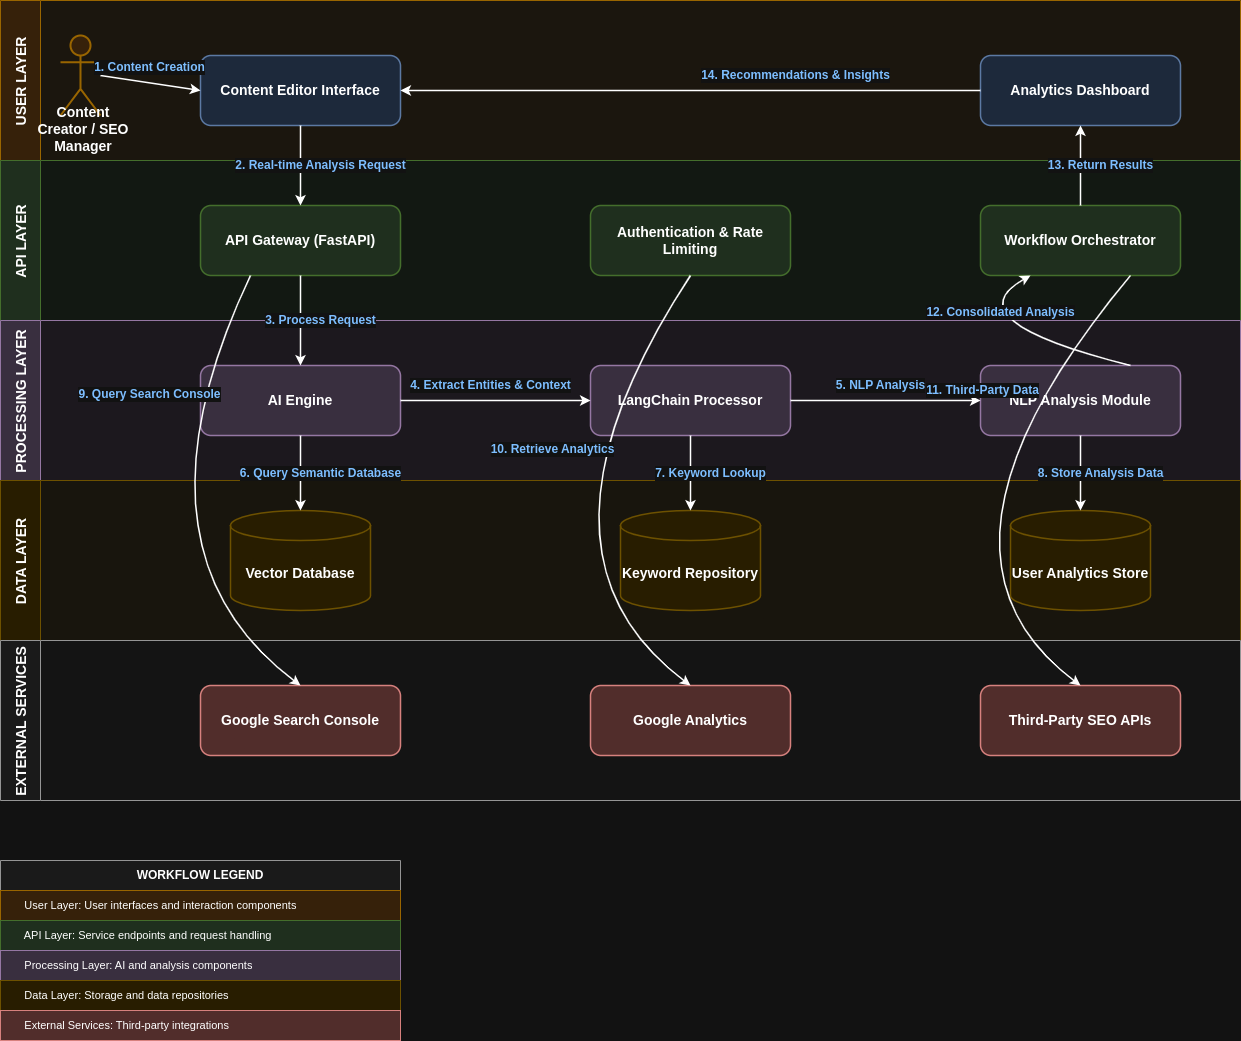 USER LAYER
1. Content Creation
Content
Creator / SEO
Manager
Content Editor Interface
14. Recommendations & Insights
Analytics Dashboard
2. Real-time Analysis Request
13. Return Results
API LAYER
API Gateway (FastAPI)
Authentication & Rate
Limiting
Workflow Orchestrator
3. Process Request
12. Consolidated Analysis
PROCESSING LAYER
9. Query Search Console
AI Engine
4. Extract Entities & Context
LangChain Processor
5. NLP Analysis
11. Third-Party Data
NLP Analysis Module
10. Retrieve Analytics
6. Query Semantic Database
7. Keyword Lookup
8. Store Analysis Data
DATA LAYER
Vector Database
Keyword Repository
User Analytics Store
EXTERNAL SERVICES
Google Search Console
Google Analytics
Third-Party SEO APIs
WORKFLOW LEGEND
User Layer: User interfaces and interaction components
API Layer: Service endpoints and request handling
Processing Layer: AI and analysis components
Data Layer: Storage and data repositories
External Services: Third-party integrations